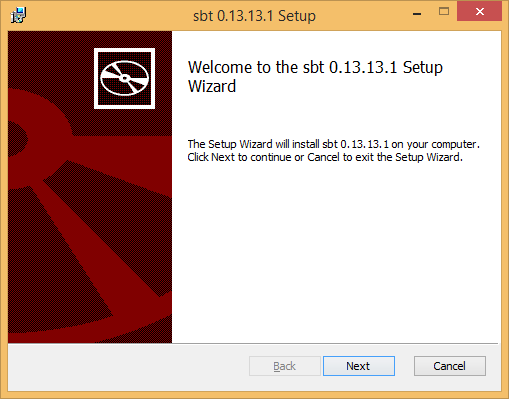 sbt 0.13.13.1 Setup
Welcome to the sbt 0.13.13.1 Setup
Wizard
The Setup Wizard will install sbt 0.13.13.1 on your computer.
Click Next to continue or Cancel to exit the Setup Wizard.
Back Next Cancel